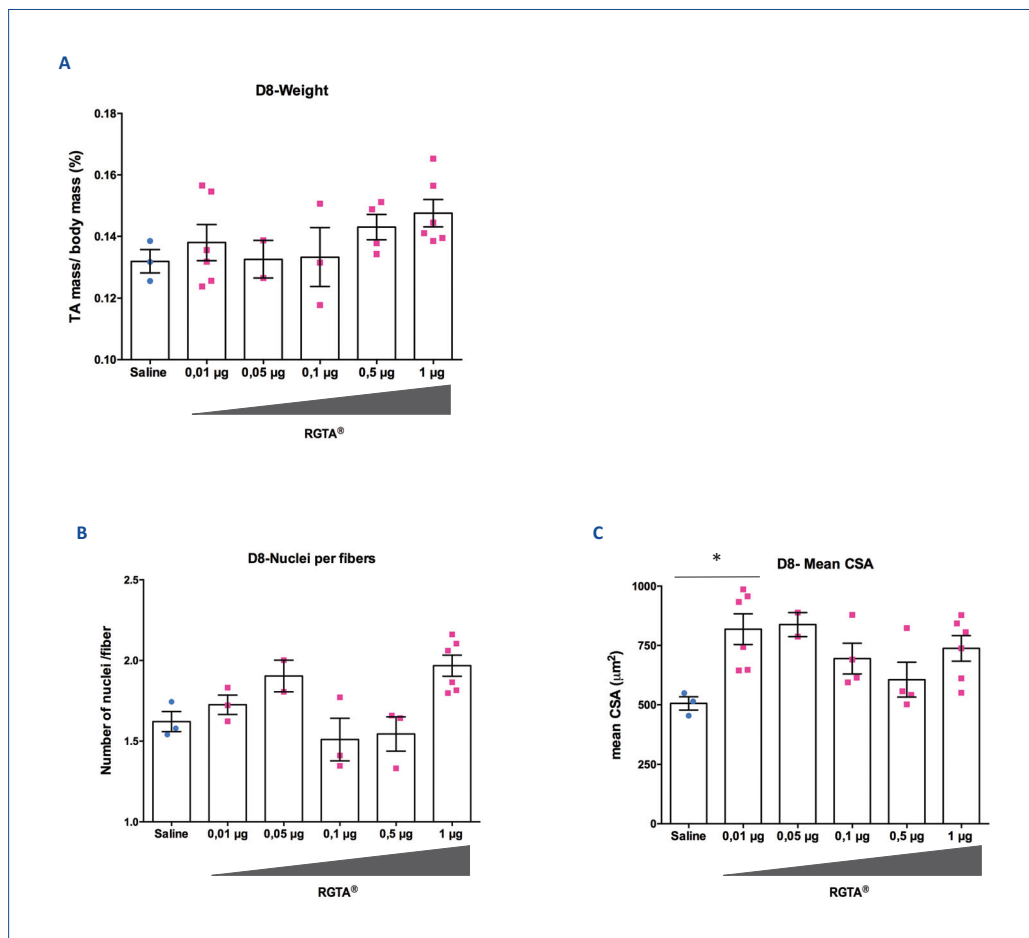 A
D8-Weight
TA mass/ body mass (%)
0.18
0.16
0.14
0.12
0.10
Saline 0,01 µg 0,05 µg 0,1 µg 0,5 µg 1 µg
RGTA®
B
D8-Nuclei per fibers
Number of nuclei /fiber
2.5
2.0
1.5
1.0
Saline 0,01 µg 0,05 µg 0,1 µg 0,5 µg 1 µg
RGTA®
C
*
D8- Mean CSA
mean CSA (µm²)
1000
750
500
250
0
Saline 0,01 µg 0,05 µg 0,1 µg 0,5 µg 1 µg
RGTA®